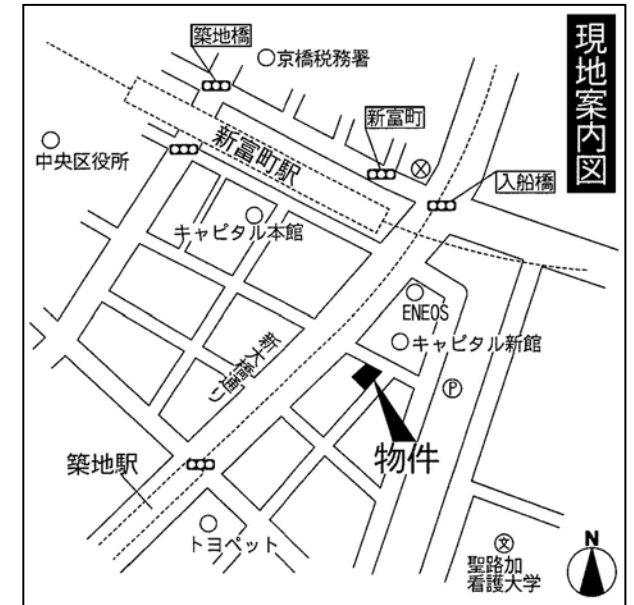 現地案内図
築地橋
京橋税務署
新富町
中央区役所
新富町駅
入船橋
キャピタル本館
ENEOS
キャピタル新館
新大橋通り
P
物件
築地駅
トヨペット
文
聖路加
看護大学
N